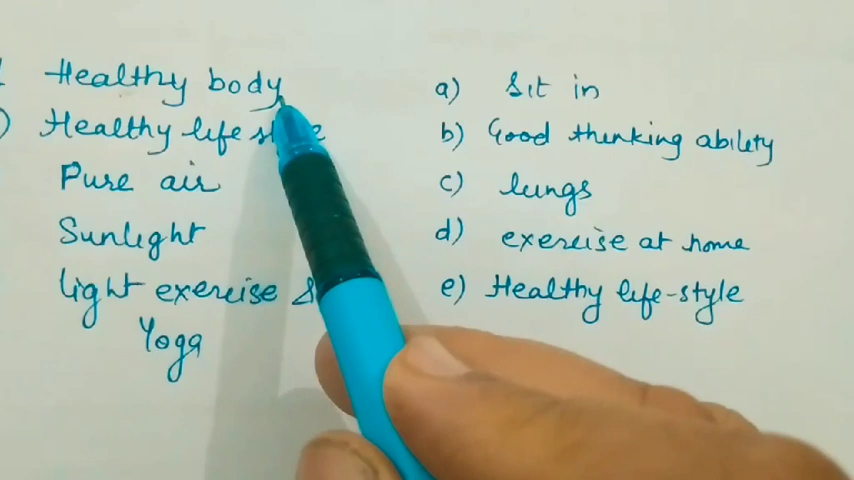 Healthy body
a) Sit in
) Healthy life
b) Good thinking ability
Pure air
c) lungs
Sunlight
d) exercise at home
light exercise &
e) Healthy life-style
Yoga